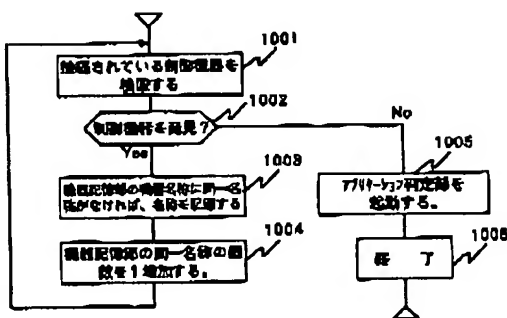 1001
接続されている制御機器を
検索する
1002
制御機器を発見?
No
Yes
1003
機器記憶部の機器名称に同一名
称がなければ、名称を記憶する
1004
機器記憶部の同一名称の個
数を1増加する。
1005
アプリケーション判定部を
起動する。
1006
終 了